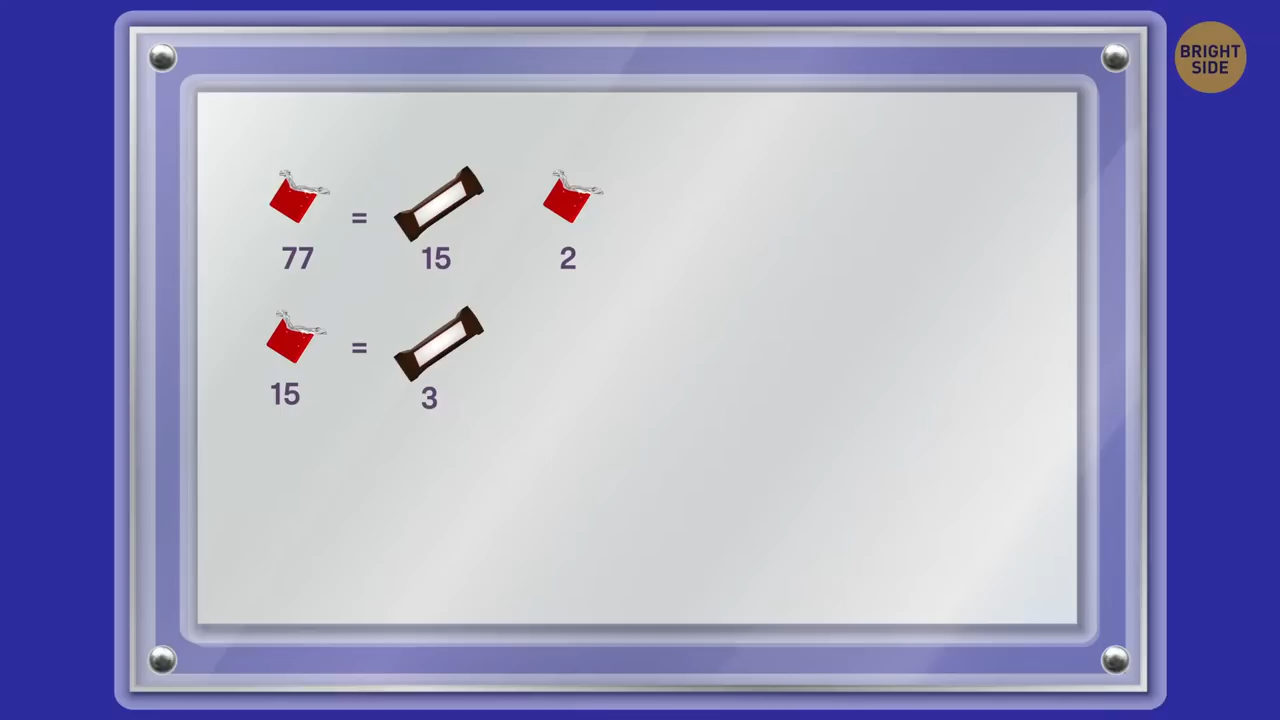 BRIGHT
SIDE
=
77 15 2
=
15 3